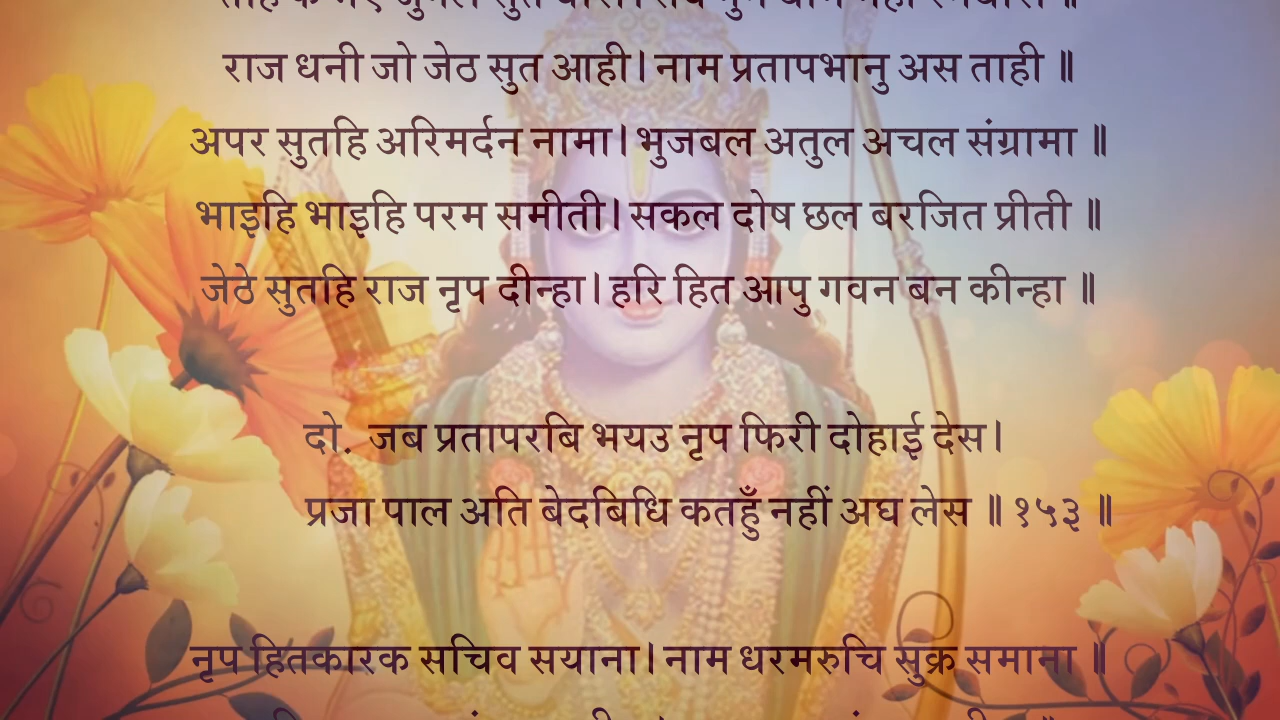 राज धनी जो जेठ सुत आही। नाम प्रतापभानु अस ताही ॥
अपर सुतहि अरिमर्दन नामा। भुजबल अतुल अचल संग्रामा ॥
भाइहि भाइहि परम समीती। सकल दोष छल बरजित प्रीती ॥
जेठे सुतहि राज नृप दीन्हा। हरि हित आपु गवन बन कीन्हा ॥
दो. जब प्रतापरबि भयउ नृप फिरी दोहाई देस।
प्रजा पाल अति बेदबिधि कतहुँ नहीं अघ लेस ॥ १५३ ॥
नृप हितकारक सचिव सयाना। नाम धरमरुचि सुक्र समाना ॥